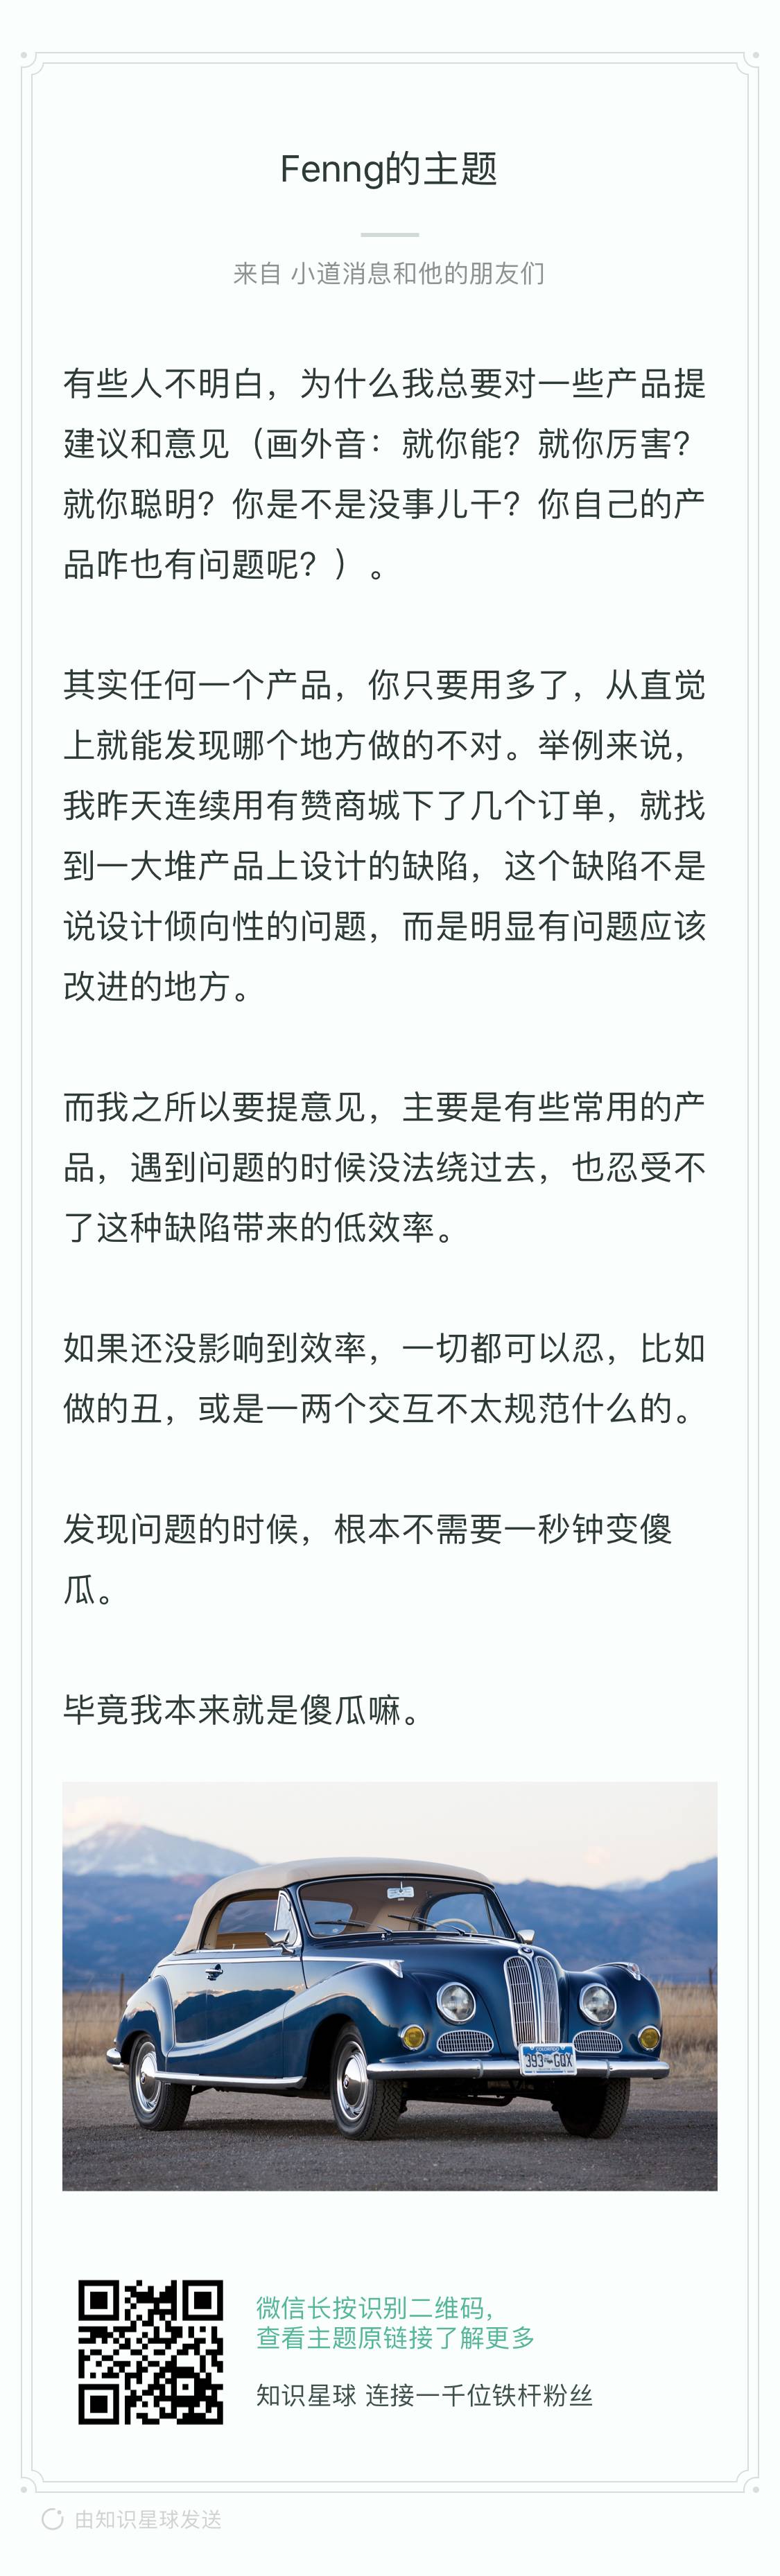 Fenng的主题
来自 小道消息和他的朋友们
有些人不明白，为什么我总要对一些产品提
建议和意见（画外音：就你能？就你厉害？
就你聪明？你是不是没事儿干？你自己的产
品咋也有问题呢？）。
其实任何一个产品，你只要用多了，从直觉
上就能发现哪个地方做的不对。举例来说，
我昨天连续用有赞商城下了几个订单，就找
到一大堆产品上设计的缺陷，这个缺陷不是
说设计倾向性的问题，而是明显有问题应该
改进的地方。
而我之所以要提意见，主要是有些常用的产
品，遇到问题的时候没法绕过去，也忍受不
了这种缺陷带来的低效率。
如果还没影响到效率，一切都可以忍，比如
做的丑，或是一两个交互不太规范什么的。
发现问题的时候，根本不需要一秒钟变傻
瓜。
毕竟我本来就是傻瓜嘛。
COLORADO
393-GQX
微信长按识别二维码，
查看主题原链接了解更多
知识星球 连接一千位铁杆粉丝
由知识星球发送